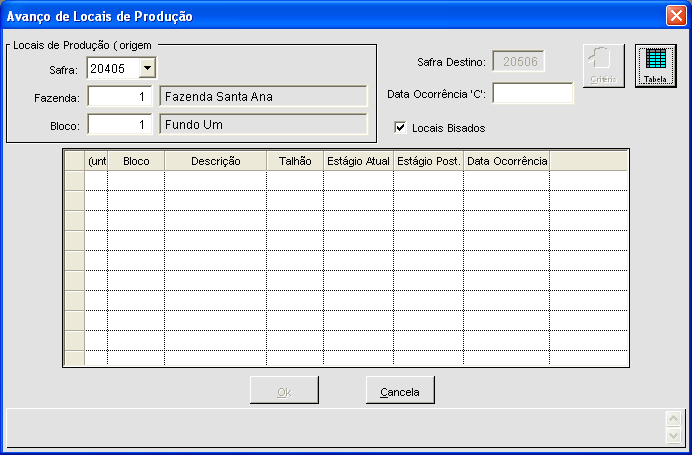 Avanço de Locais de Produção
Locais de Produção ( origem
Safra: 20405
Fazenda: 1 Fazenda Santa Ana
Bloco: 1 Fundo Um
Safra Destino: 20506
Data Ocorrência 'C':
Locais Bisados
Critério
Tabela
(unt Bloco Descrição Talhão Estágio Atual Estágio Post. Data Ocorrência
Ok Cancela